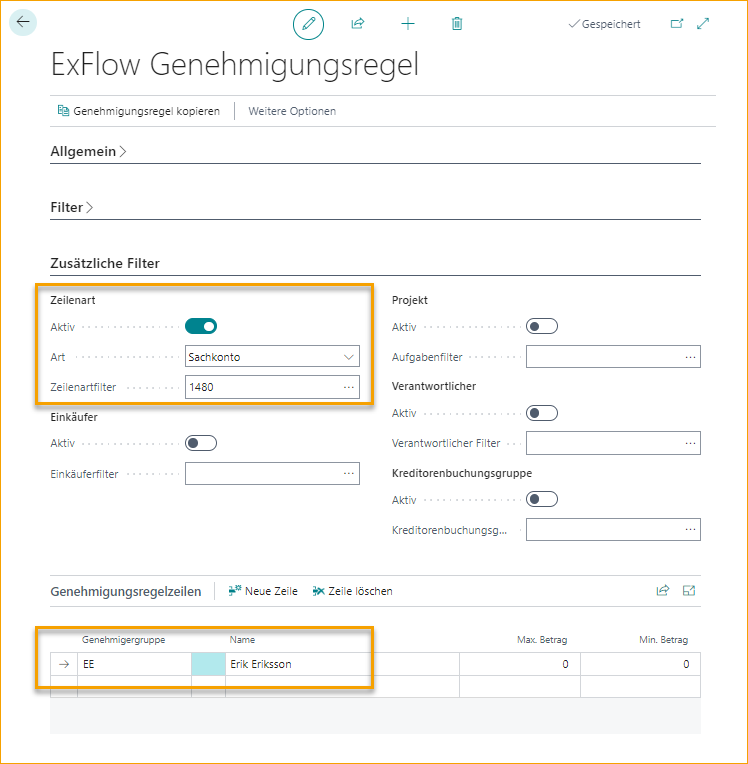 Gespeichert
ExFlow Genehmigungsregel
Genehmigungsregel kopieren
Weitere Optionen
Allgemein
Filter
Zusätzliche Filter
Zeilenart
Aktiv
Art
Sachkonto
Zeilenartfilter
1480
Einkäufer
Aktiv
Einkäuferfilter
Projekt
Aktiv
Aufgabenfilter
Verantwortlicher
Aktiv
Verantwortlicher Filter
Kreditorenbuchungsgruppe
Aktiv
Kreditorenbuchungsg...
Genehmigungsregelzeilen
Neue Zeile
Zeile löschen
Genehmigergruppe Name Max. Betrag Min. Betrag
EE Erik Eriksson 0 0